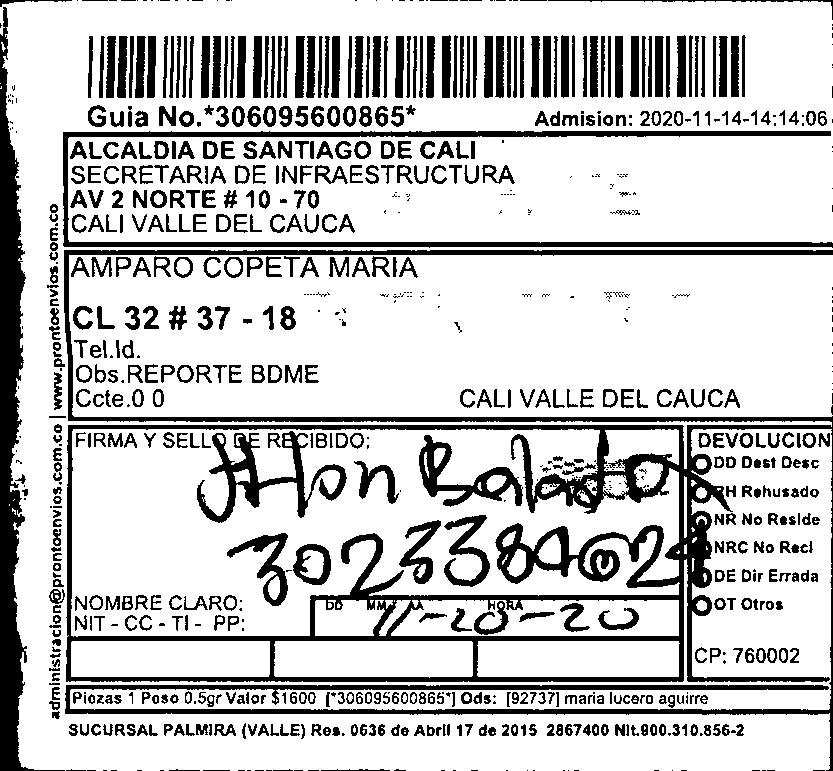 Guia No.*306095600865*
Admision: 2020-11-14-14:14:06
ALCALDIA DE SANTIAGO DE CALI
SECRETARIA DE INFRAESTRUCTURA
AV 2 NORTE # 10 - 70
CALI VALLE DEL CAUCA
AMPARO COPETA MARIA
CL 32 # 37 - 18
Tel.Id.
Obs.REPORTE BDME
Ccte.0 0
CALI VALLE DEL CAUCA
administracion@prontoenvios.com.co | www.prontoenvios.com.co
FIRMA Y SELLO DE RECIBIDO:
JHon
NOMBRE CLARO:
NIT - CC - TI - PP:
DD MM AA HORA
11-20-20
DEVOLUCION
DD Dest Desc
RH Rehusado
NR No Reside
NRC No Recl
DE Dir Errada
OT Otros
CP: 760002
Piezas 1 Peso 0.5gr Valor $1600 [*306095600865*] Ods: [92737] maria lucero aguirre
SUCURSAL PALMIRA (VALLE) Res. 0636 de Abril 17 de 2015 2867400 Nit.900.310.856-2